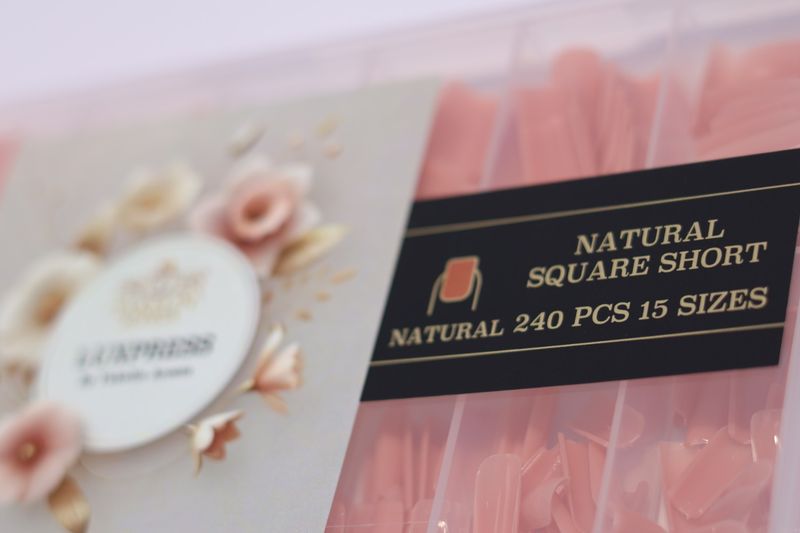 LUXPRESS
NATURAL
SQUARE SHORT
240 PCS 15 SIZES
NATURAL